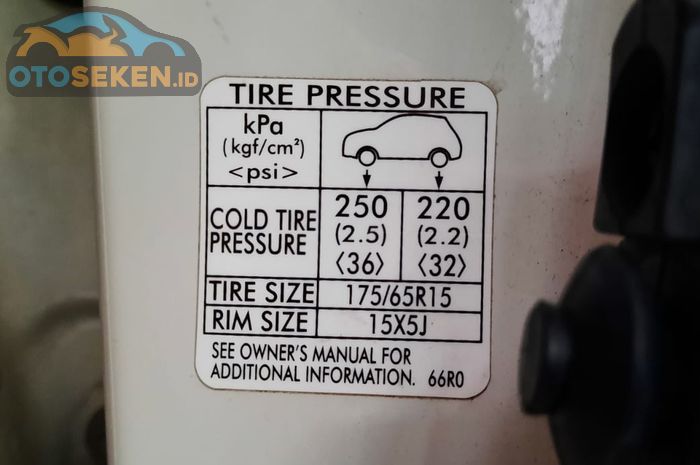 OTOSEKEN.ID
TIRE PRESSURE
kPa
(kgf/cm²)
<psi>
COLD TIRE
PRESSURE
250 220
(2.5) (2.2)
〈36〉 〈32〉
TIRE SIZE 175/65R15
RIM SIZE 15X5J
SEE OWNER'S MANUAL FOR
ADDITIONAL INFORMATION. 66R0